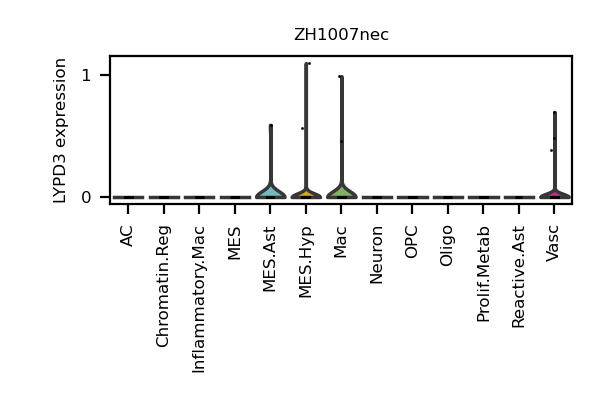 ZH1007nec
LYPD3 expression
1
0
AC
Chromatin.Reg
Inflammatory.Mac
MES
MES.Ast
MES.Hyp
Mac
Neuron
OPC
Oligo
Prolif.Metab
Reactive.Ast
Vasc